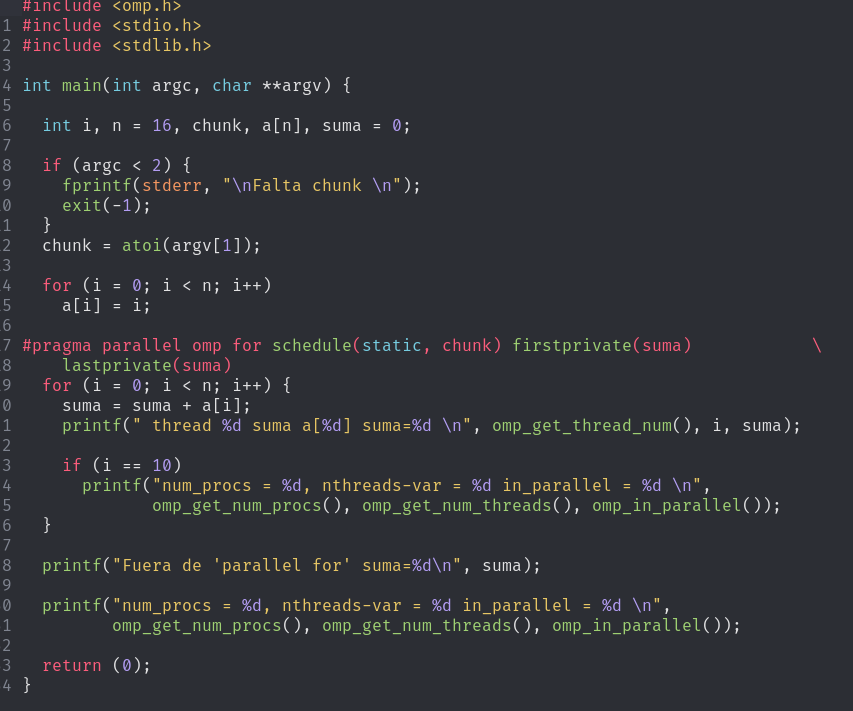 #include <omp.h>
1 #include <stdio.h>
2 #include <stdlib.h>
3
4 int main(int argc, char **argv) {
5
6   int i, n = 16, chunk, a[n], suma = 0;
7
8   if (argc < 2) {
9     fprintf(stderr, "\nFalta chunk \n");
0     exit(-1);
1   }
2   chunk = atoi(argv[1]);
3
4   for (i = 0; i < n; i++)
5     a[i] = i;
6
7 #pragma parallel omp for schedule(static, chunk) firstprivate(suma)            \
8     lastprivate(suma)
9   for (i = 0; i < n; i++) {
0     suma = suma + a[i];
1     printf(" thread %d suma a[%d] suma=%d \n", omp_get_thread_num(), i, suma);
2
3     if (i == 10)
4       printf("num_procs = %d, nthreads-var = %d in_parallel = %d \n",
5              omp_get_num_procs(), omp_get_num_threads(), omp_in_parallel());
6   }
7
8   printf("Fuera de 'parallel for' suma=%d\n", suma);
9
0   printf("num_procs = %d, nthreads-var = %d in_parallel = %d \n",
1          omp_get_num_procs(), omp_get_num_threads(), omp_in_parallel());
2
3   return (0);
4 }